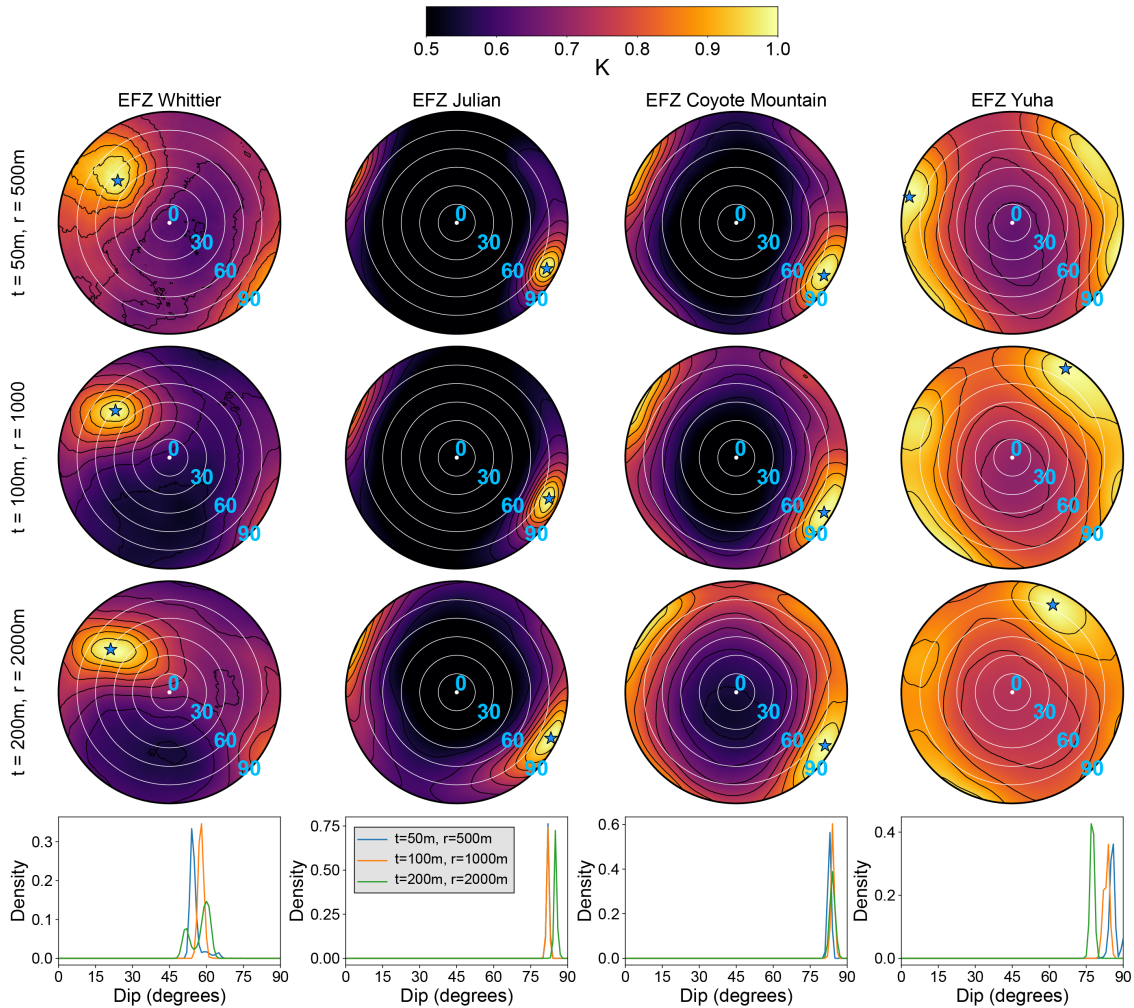 0.5 0.6 0.7 0.8 0.9 1.0
K
EFZ Whittier EFZ Julian EFZ Coyote Mountain EFZ Yuha
t = 50m, r = 500m
0 0 0 0
30 30 30 30
60 60 60 60
90 90 90 90
t = 100m, r = 1000
0 0 0 0
30 30 30 30
60 60 60 60
90 90 90 90
t = 200m, r = 2000m
0 0 0 0
30 30 30 30
60 60 60 60
90 90 90 90
Density
0.3
0.2
0.1
0.0
0 15 30 45 60 75 90
Dip (degrees)
Density
0.75
0.50
0.25
0.00
t=50m, r=500m
t=100m, r=1000m
t=200m, r=2000m
0 15 30 45 60 75 90
Dip (degrees)
Density
0.6
0.4
0.2
0.0
0 15 30 45 60 75 90
Dip (degrees)
Density
0.4
0.2
0.0
0 15 30 45 60 75 90
Dip (degrees)